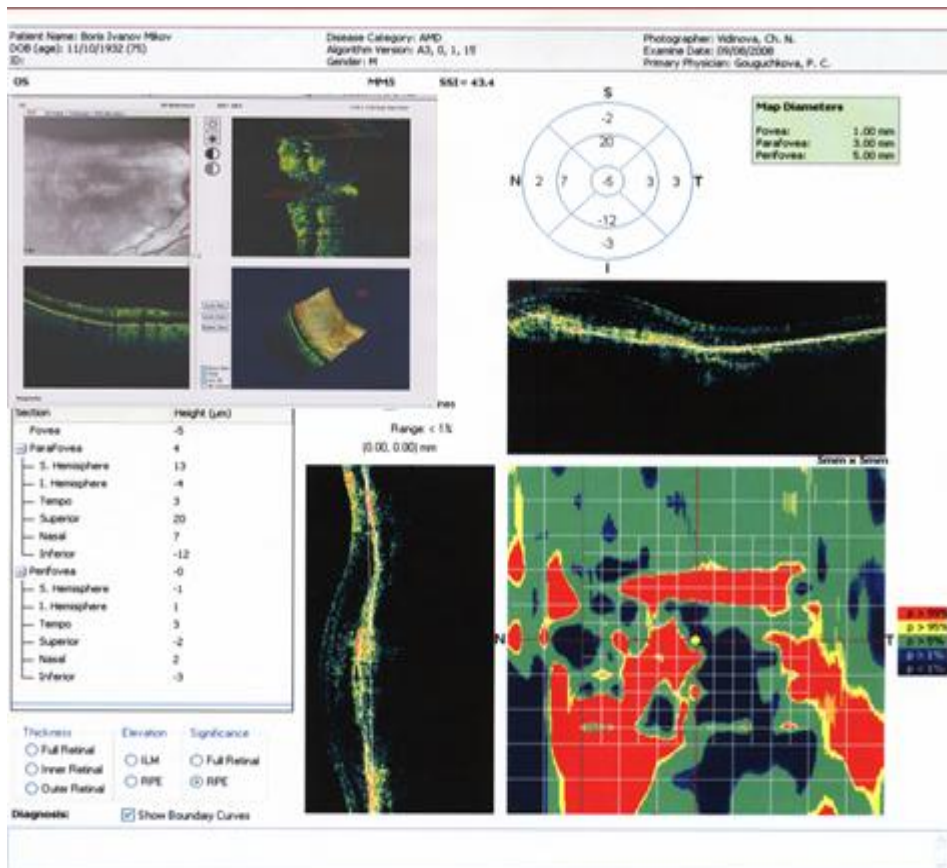 Patient Name: Boris Ivanov Mikov
DOB (age): 11/10/1932 (75)
ID:
Disease Category: AMD
Algorithm Version: A3, 0, 1, 15
Gender: M
Photographer: Vidinova, Ch. N.
Examine Date: 09/08/2008
Primary Physician: Gouguchkova, P. C.
OS
MM5
SSI = 43.4
S
-2
20
N 2 7 -5 3 3 T
-12
-3
I
Map Diameters
Fovea: 1.00 mm
Parafovea: 3.00 mm
Perifovea: 5.00 mm
Section Height (µm)
Fovea -5
ParaFovea 4
S. Hemisphere 13
I. Hemisphere -4
Tempo 3
Superior 20
Nasal 7
Inferior -12
Perifovea -0
S. Hemisphere -1
I. Hemisphere 1
Tempo 3
Superior -2
Nasal 2
Inferior -3
Range: < 1%
(0.00, 0.00) mm
5mm x 5mm
N
T
p > 99%
p > 95%
p > 5%
p > 1%
p < 1%
Thickness
Full Retinal
Inner Retinal
Outer Retinal
Elevation
ILM
RPE
Significance
Full Retinal
RPE
Diagnosis:
Show Boundary Curves